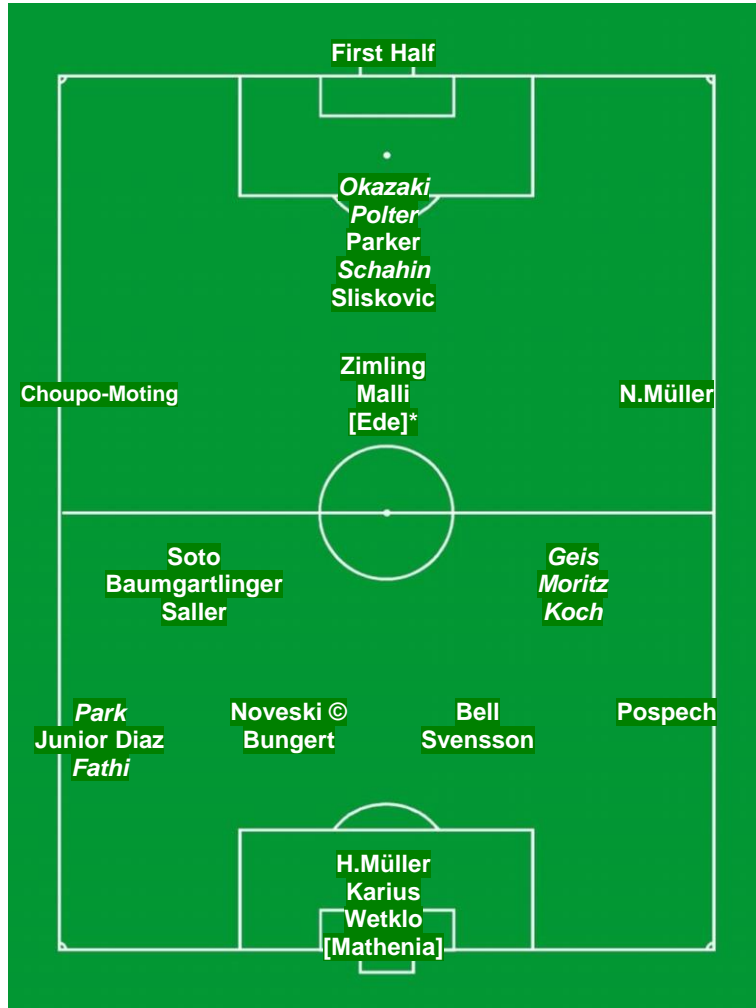 First Half
Okazaki
Polter
Parker
Schahin
Sliskovic
Zimling
Malli
[Ede]*
Choupo-Moting
N.Müller
Soto
Baumgartlinger
Saller
Geis
Moritz
Koch
Park
Junior Diaz
Fathi
Noveski ©
Bungert
Bell
Svensson
Pospech
H.Müller
Karius
Wetklo
[Mathenia]